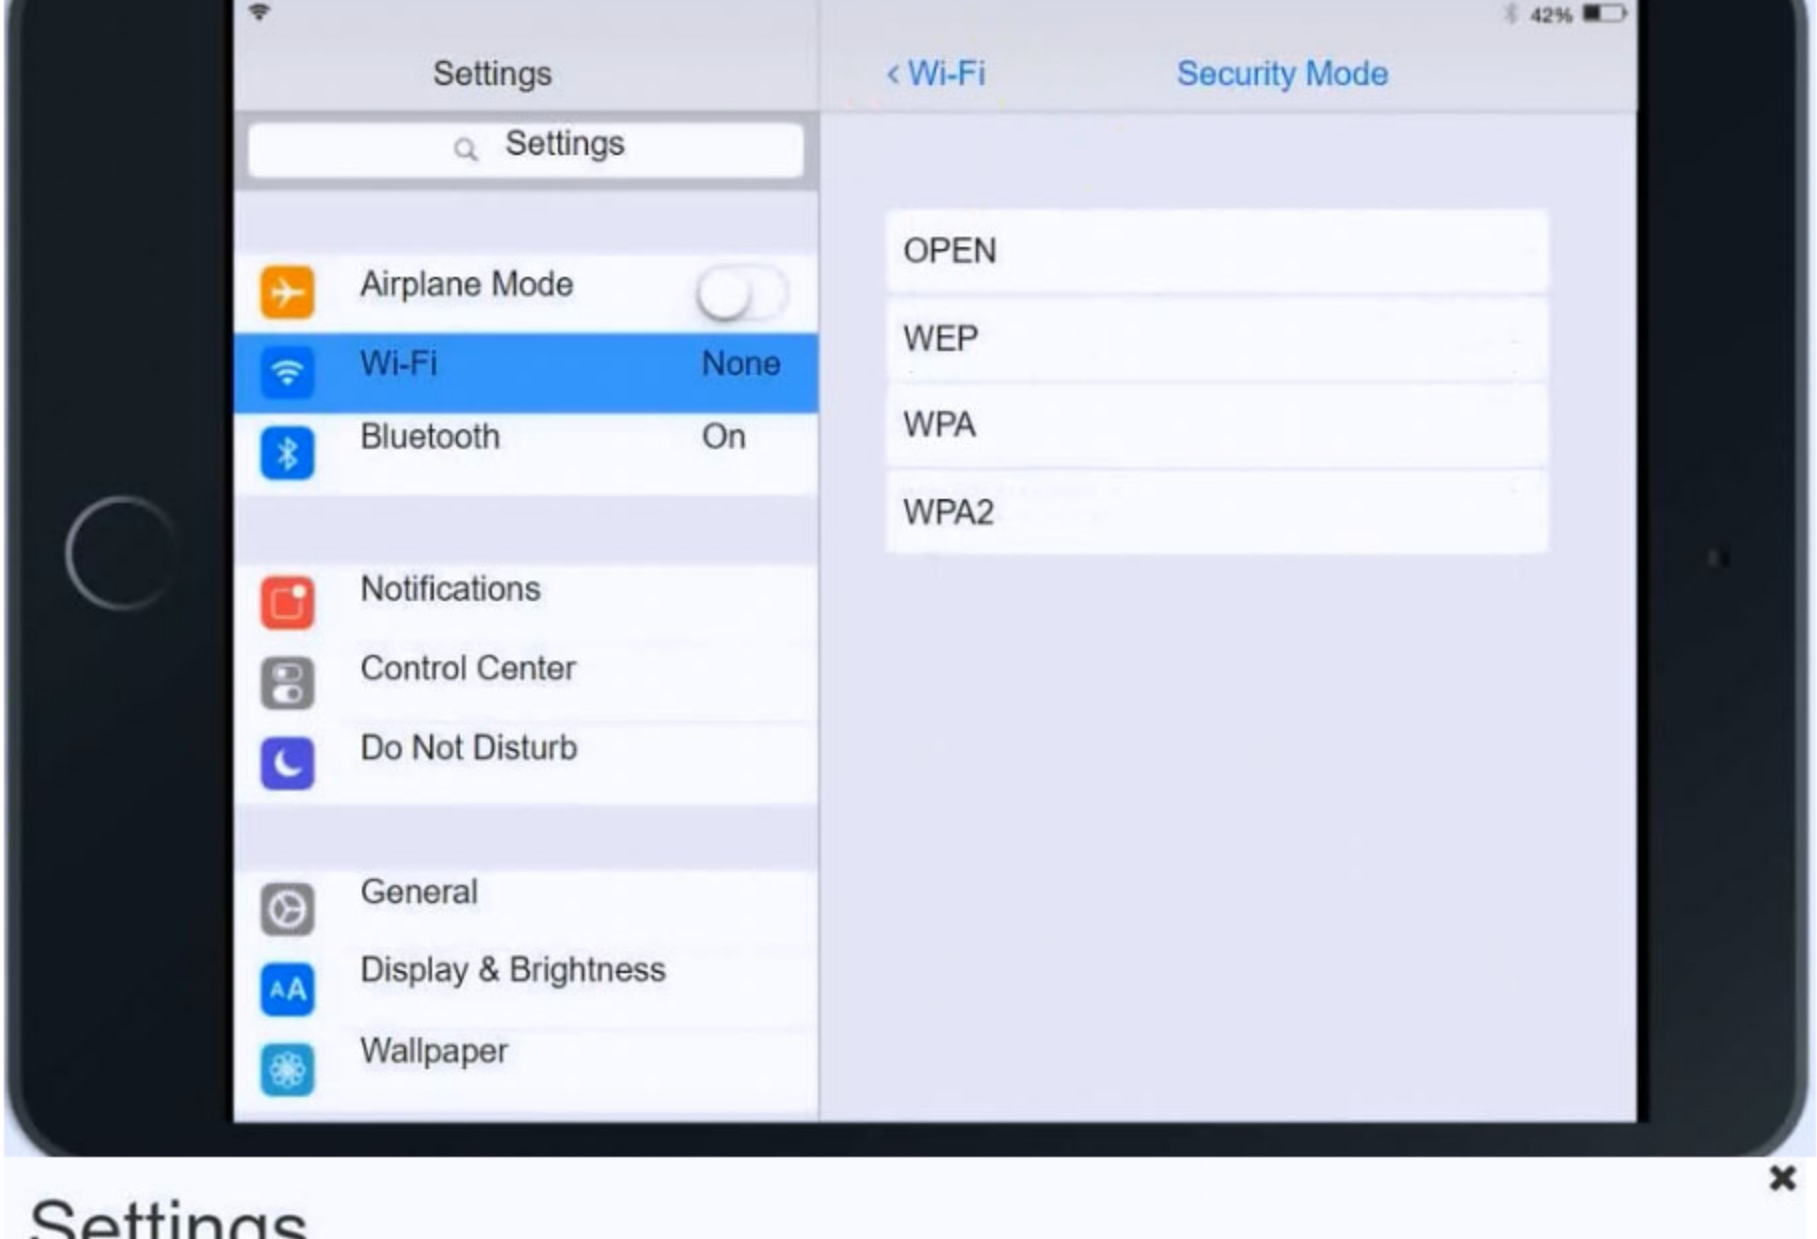 42%
Settings
< Wi-Fi
Security Mode
Settings
Airplane Mode
Wi-Fi None
Bluetooth On
Notifications
Control Center
Do Not Disturb
General
AA Display & Brightness
Wallpaper
OPEN
WEP
WPA
WPA2
Settings